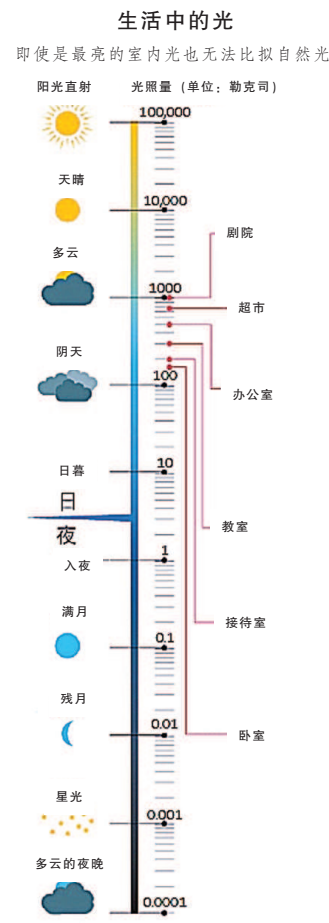 生活中的光
即使是最亮的室内光也无法比拟自然光
阳光直射 光照量(单位:勒克司)
100,000
天晴
10,000
剧院
多云
1000
超市
阴天
100
办公室
日暮
10
日
夜
教室
入夜
1
满月
接待室
0.1
残月
0.01
卧室
星光
0.001
多云的夜晚
0.0001